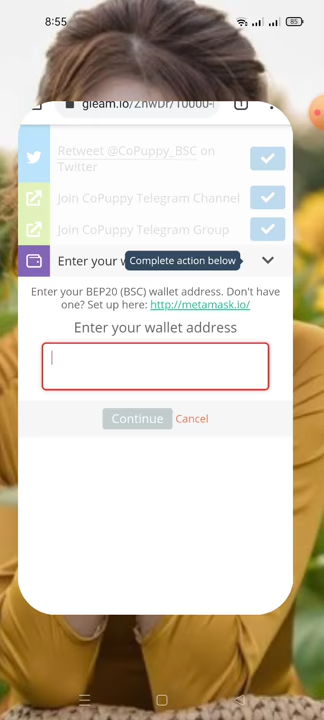 8:55
85
gleam.io/ZnwDr/10000-
Retweet @CoPuppy_BSC on
Twitter
Join CoPuppy Telegram Channel
Join CoPuppy Telegram Group
Enter your w
Complete action below
Enter your BEP20 (BSC) wallet address. Don't have
one? Set up here: http://metamask.io/
Enter your wallet address
Continue Cancel